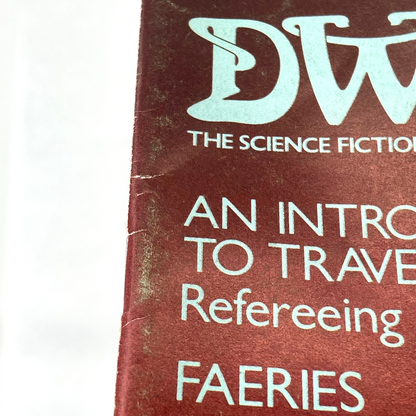 DW
THE SCIENCE FICTION
AN INTRO
TO TRAVE
Refereeing
FAERIES